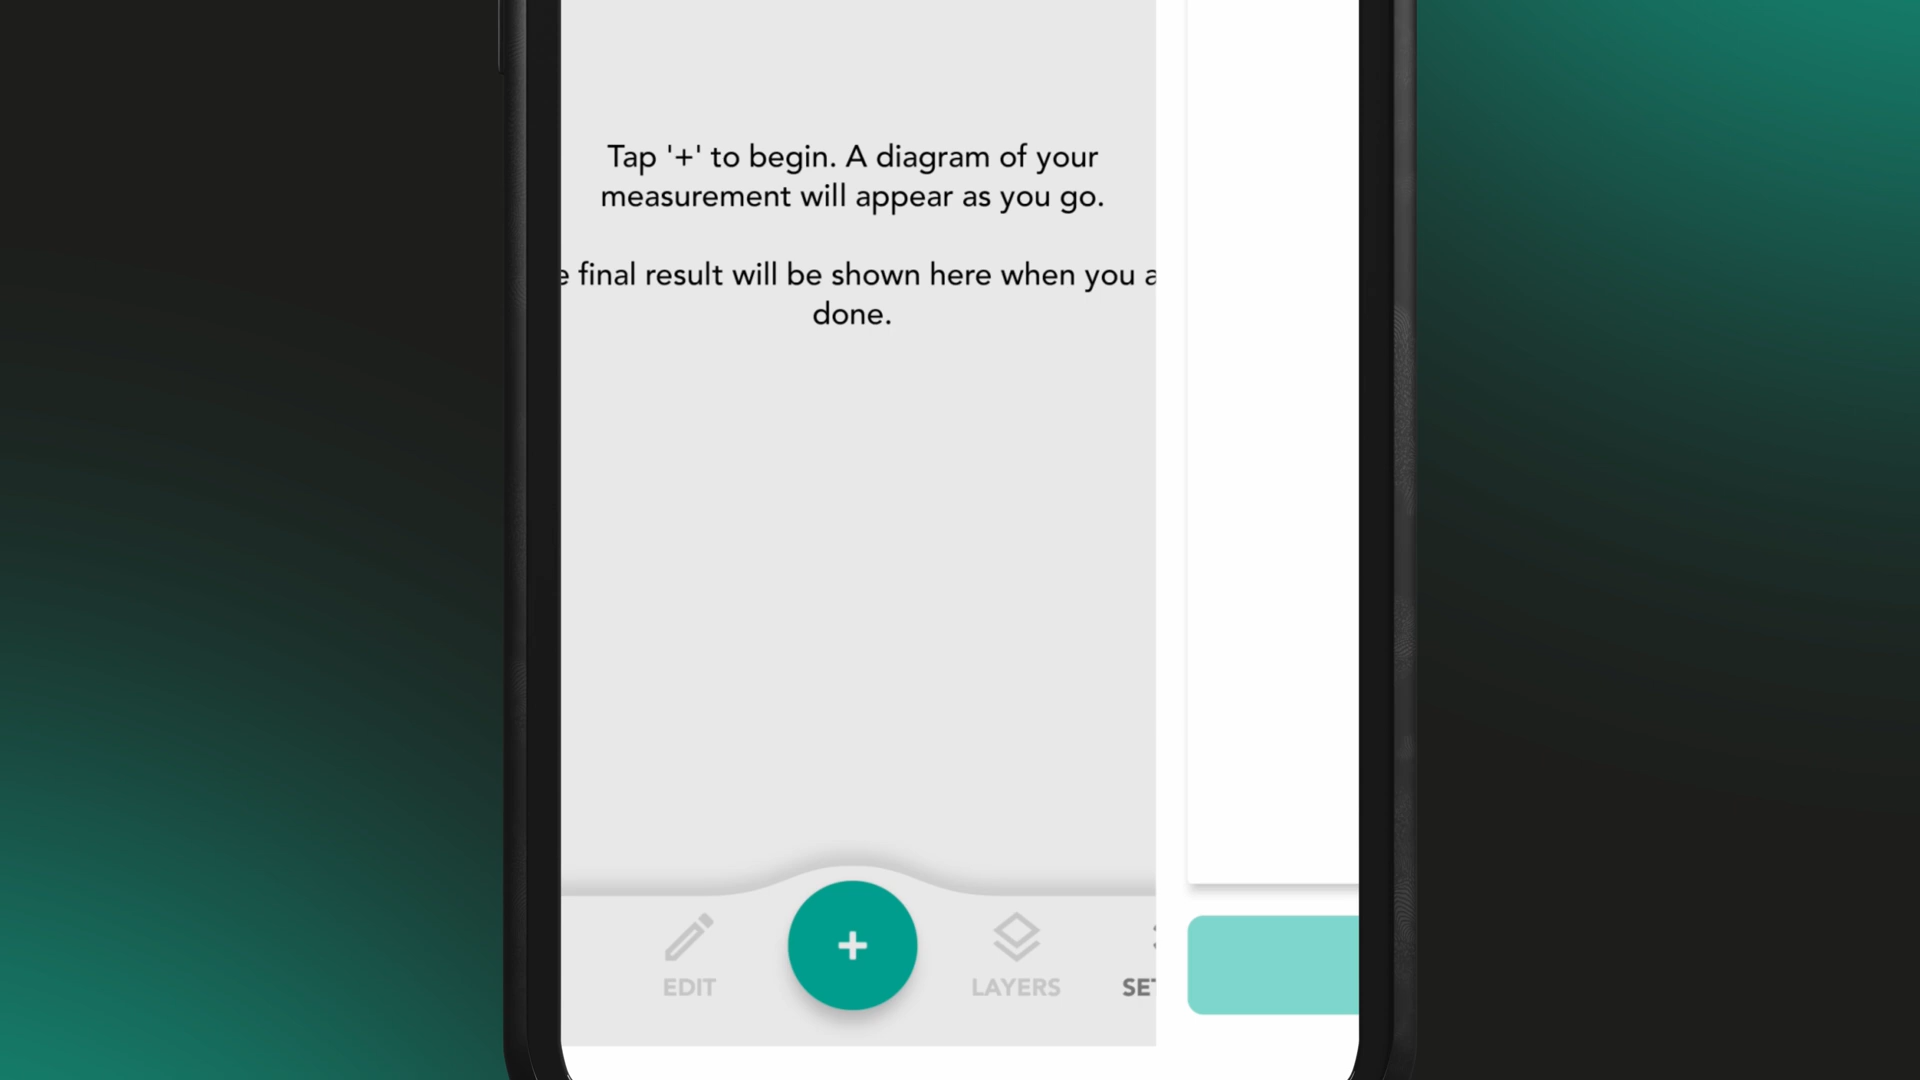 Tap '+' to begin. A diagram of your
measurement will appear as you go.
e final result will be shown here when you a
done.
EDIT
+
LAYERS
SET